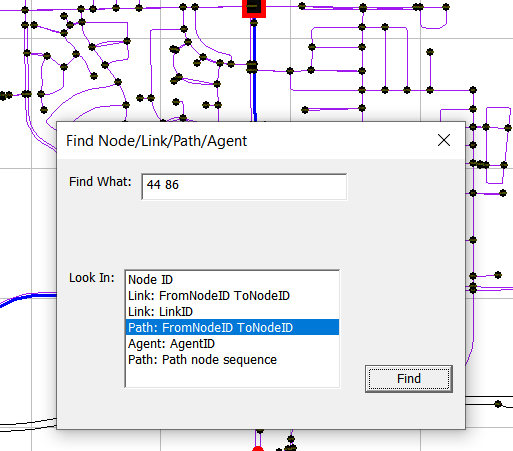 Find Node/Link/Path/Agent
Find What: 44 86
Look In:
Node ID
Link: FromNodeID ToNodeID
Link: LinkID
Path: FromNodeID ToNodeID
Agent: AgentID
Path: Path node sequence
Find